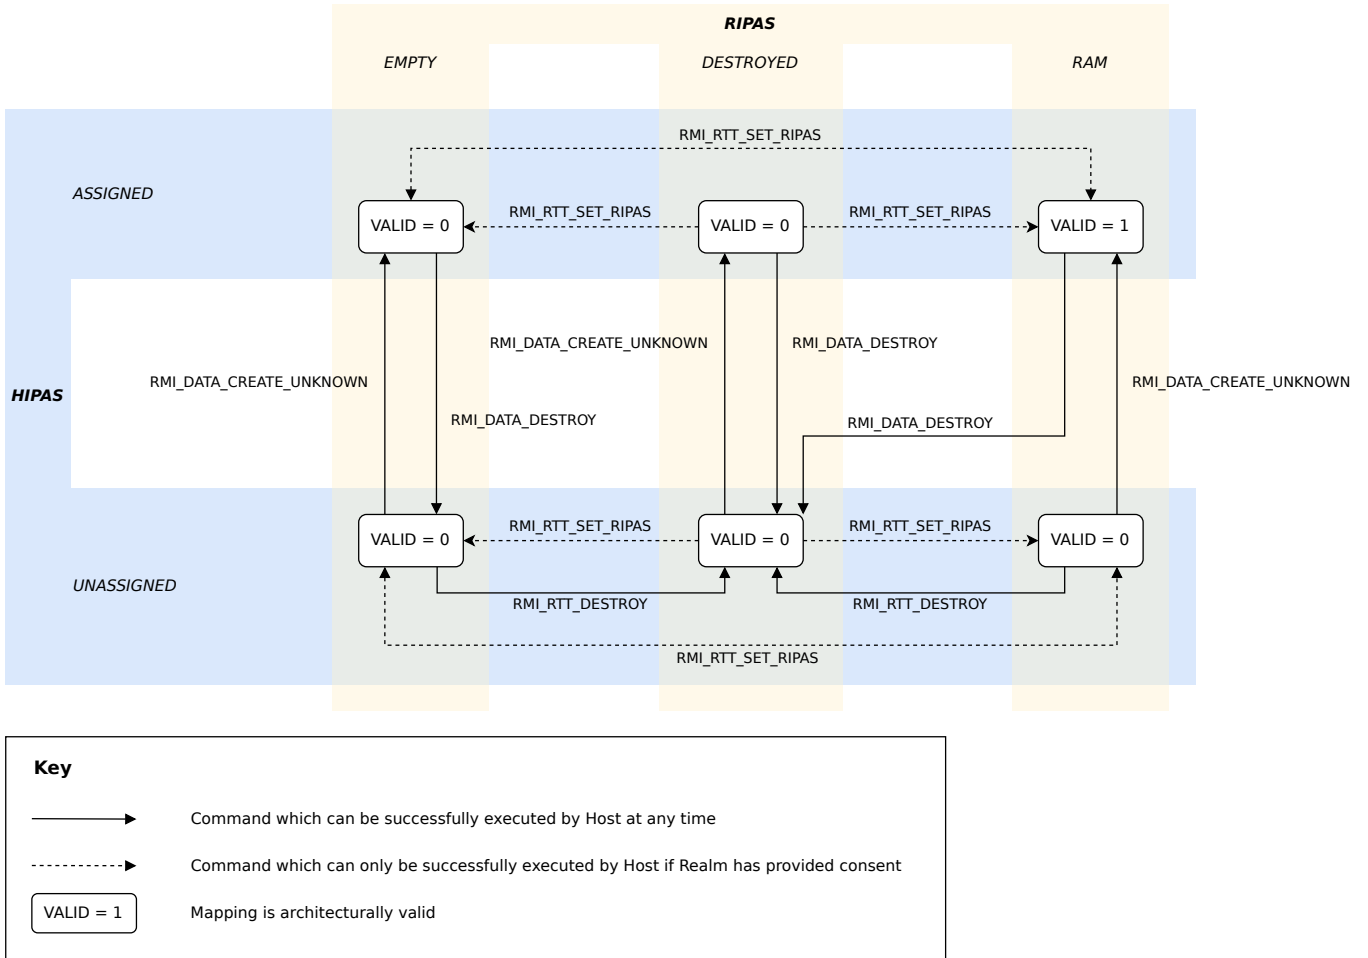 RIPAS
EMPTY
DESTROYED
RAM
RMI_RTT_SET_RIPAS
ASSIGNED
RMI_RTT_SET_RIPAS
RMI_RTT_SET_RIPAS
VALID = 0
VALID = 0
VALID = 1
RMI_DATA_CREATE_UNKNOWN
RMI_DATA_DESTROY
RMI_DATA_CREATE_UNKNOWN
RMI_DATA_CREATE_UNKNOWN
HIPAS
RMI_DATA_DESTROY
RMI_DATA_DESTROY
RMI_RTT_SET_RIPAS
RMI_RTT_SET_RIPAS
VALID = 0
VALID = 0
VALID = 0
UNASSIGNED
RMI_RTT_DESTROY
RMI_RTT_DESTROY
RMI_RTT_SET_RIPAS
Key
Command which can be successfully executed by Host at any time
Command which can only be successfully executed by Host if Realm has provided consent
VALID = 1
Mapping is architecturally valid